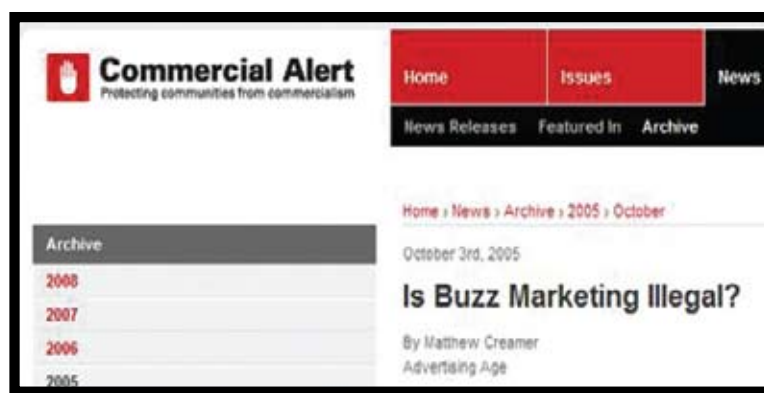 Commercial Alert
Protecting communities from commercialism
Home Issues News
News Releases Featured In Archive
Home › News › Archive › 2005 › October
Archive
2008
2007
2006
2005
October 3rd, 2005
Is Buzz Marketing Illegal?
By Matthew Creamer
Advertising Age